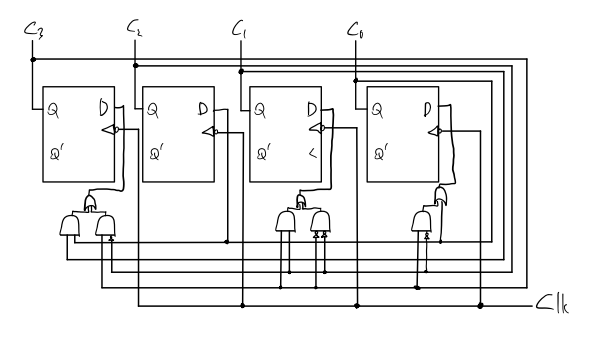 C3 C2 C1 C0
Q D Q D Q D Q D
Q' Q' Q' < Q'
Clk